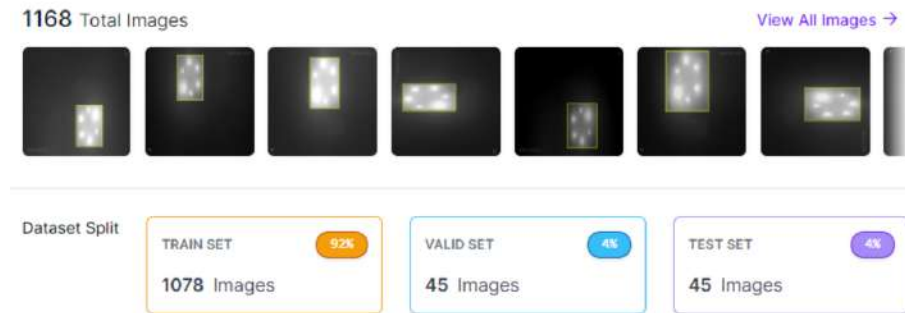 1168 Total Images
View All Images →
Dataset Split
TRAIN SET
92%
1078 Images
VALID SET
4%
45 Images
TEST SET
4%
45 Images